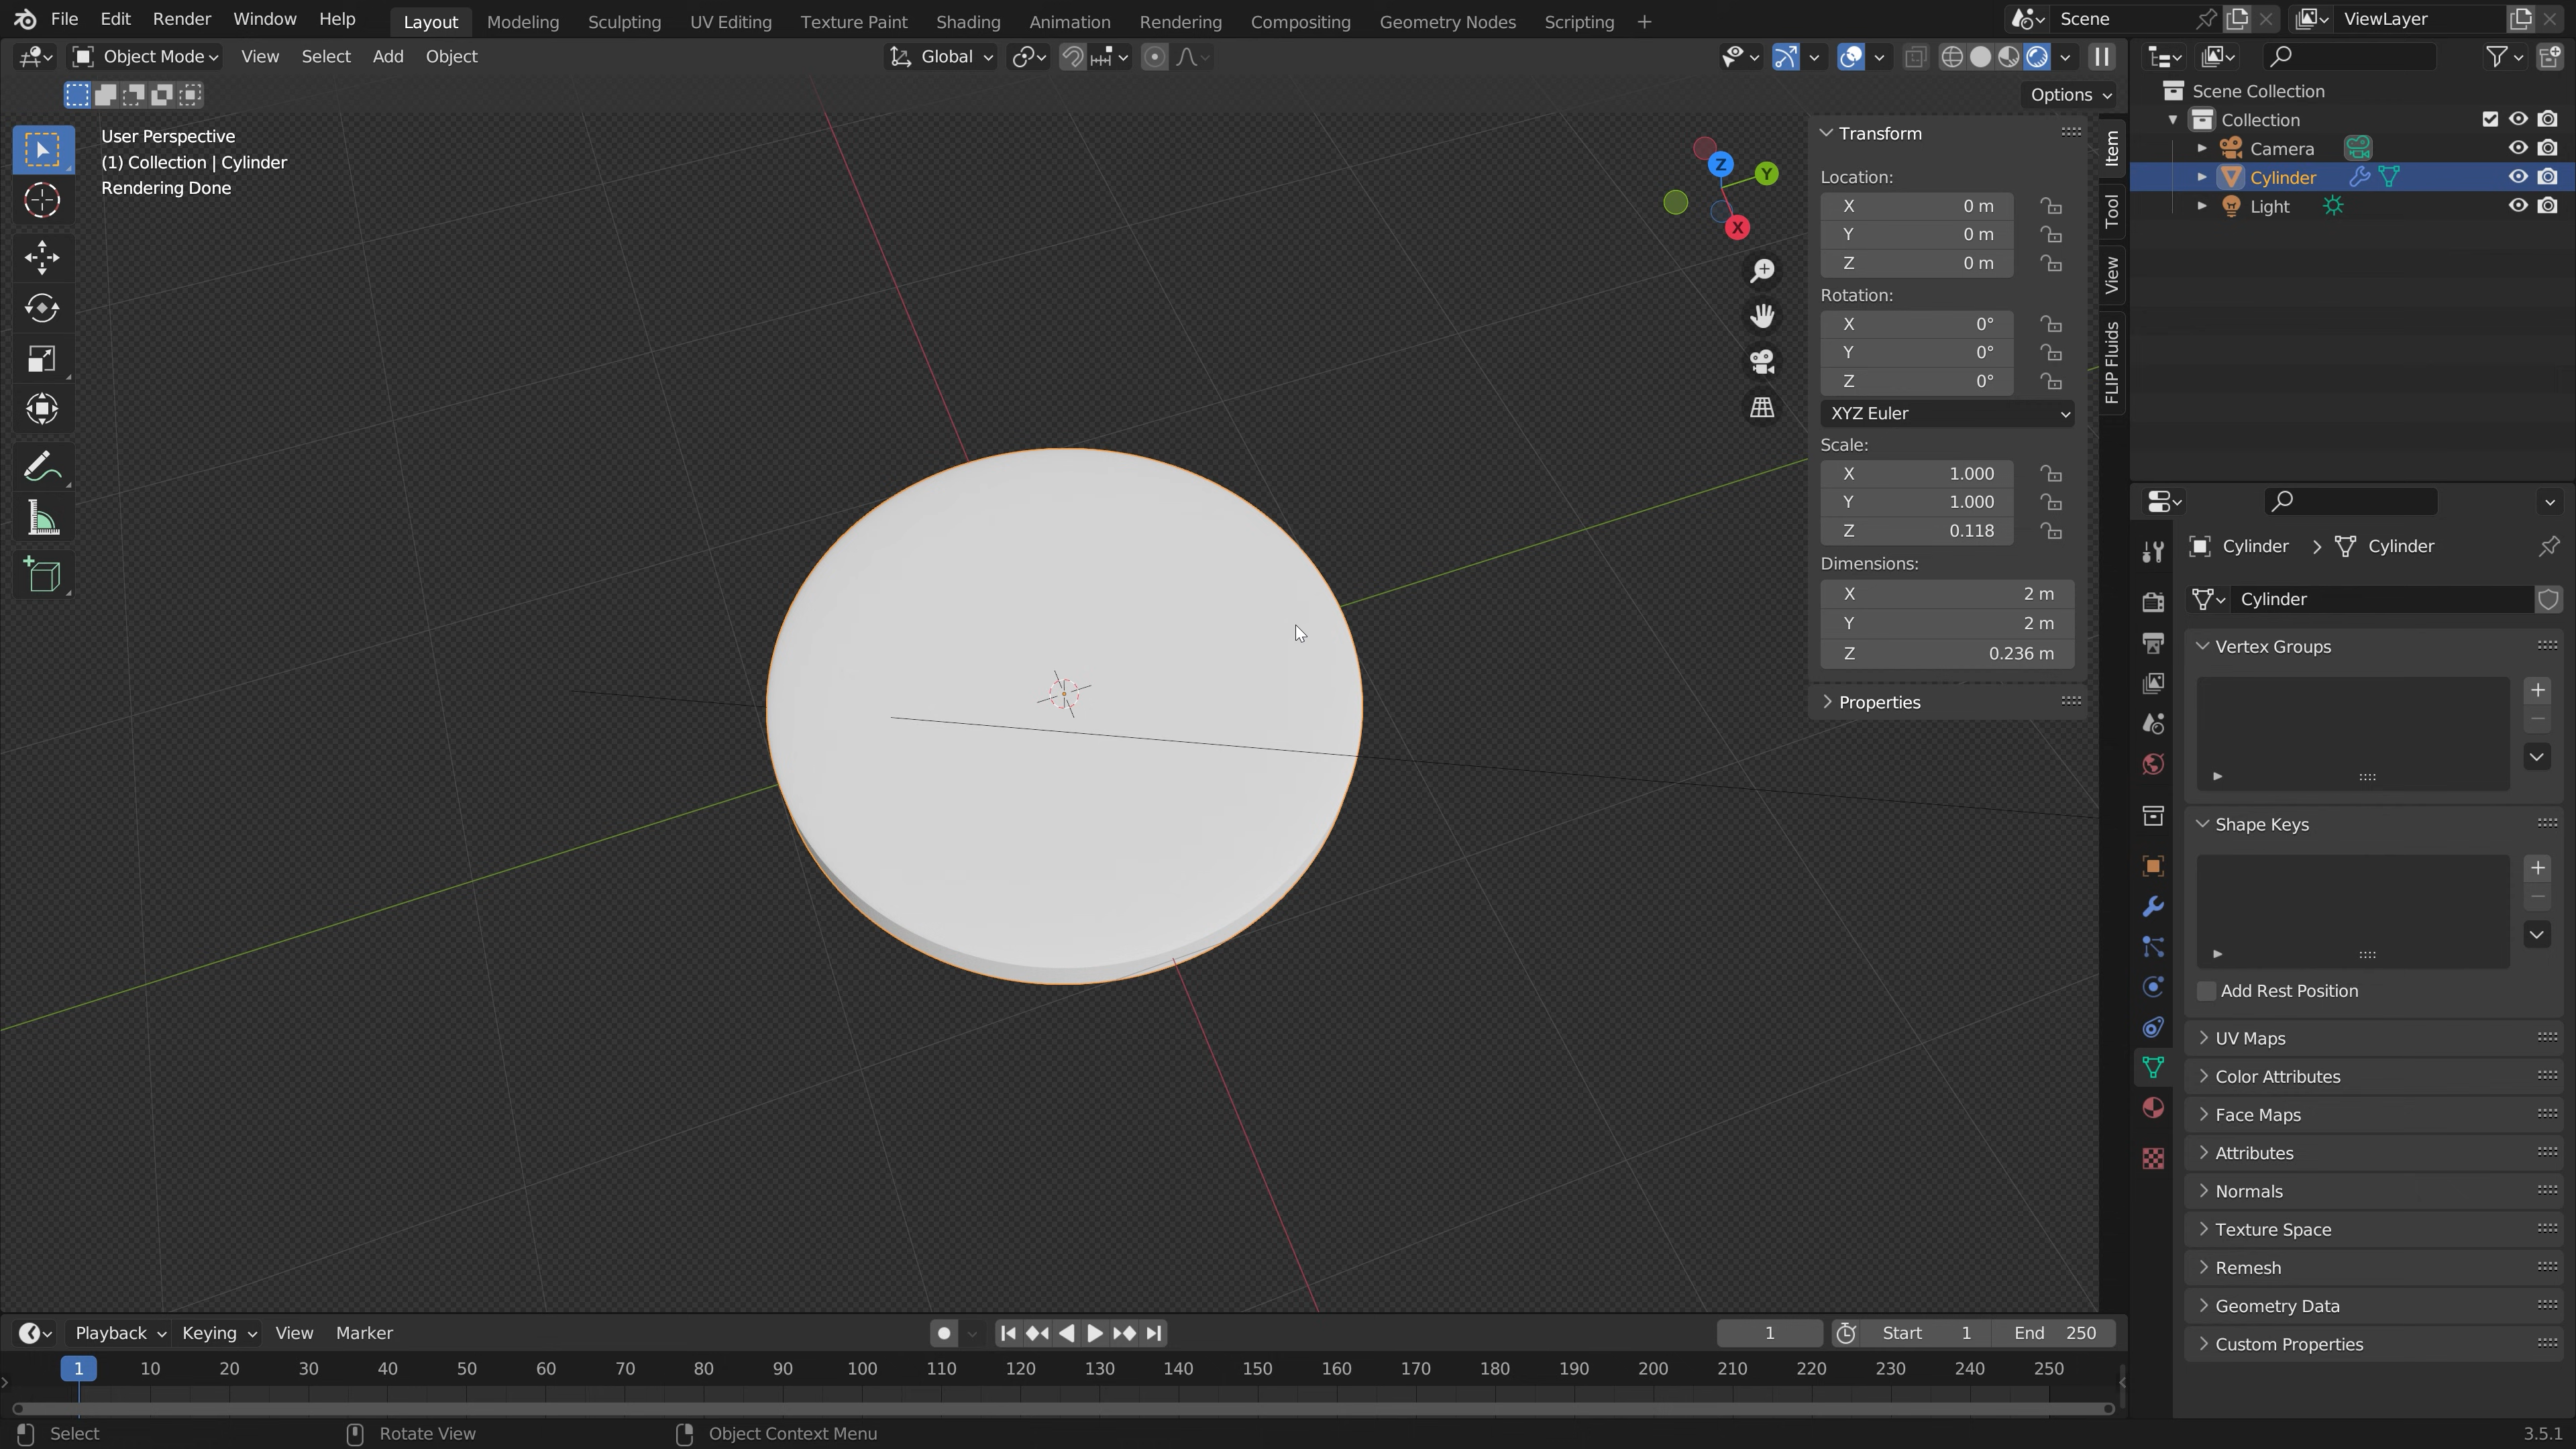 File Edit Render Window Help Layout Modeling Sculpting UV Editing Texture Paint Shading Animation Rendering Compositing Geometry Nodes Scripting + Scene ViewLayer
Object Mode View Select Add Object Global
Options
User Perspective
(1) Collection | Cylinder
Rendering Done
Z
Y
X
Transform
Location:
X 0 m
Y 0 m
Z 0 m
Rotation:
X 0°
Y 0°
Z 0°
XYZ Euler
Scale:
X 1.000
Y 1.000
Z 0.118
Dimensions:
X 2 m
Y 2 m
Z 0.236 m
Properties
Item
Tool
View
FLIP Fluids
Scene Collection
Collection
Camera
Cylinder
Light
Cylinder > Cylinder
Cylinder
Vertex Groups
Shape Keys
Add Rest Position
UV Maps
Color Attributes
Face Maps
Attributes
Normals
Texture Space
Remesh
Geometry Data
Custom Properties
Playback Keying View Marker 1 Start 1 End 250
1 10 20 30 40 50 60 70 80 90 100 110 120 130 140 150 160 170 180 190 200 210 220 230 240 250
Select Rotate View Object Context Menu 3.5.1